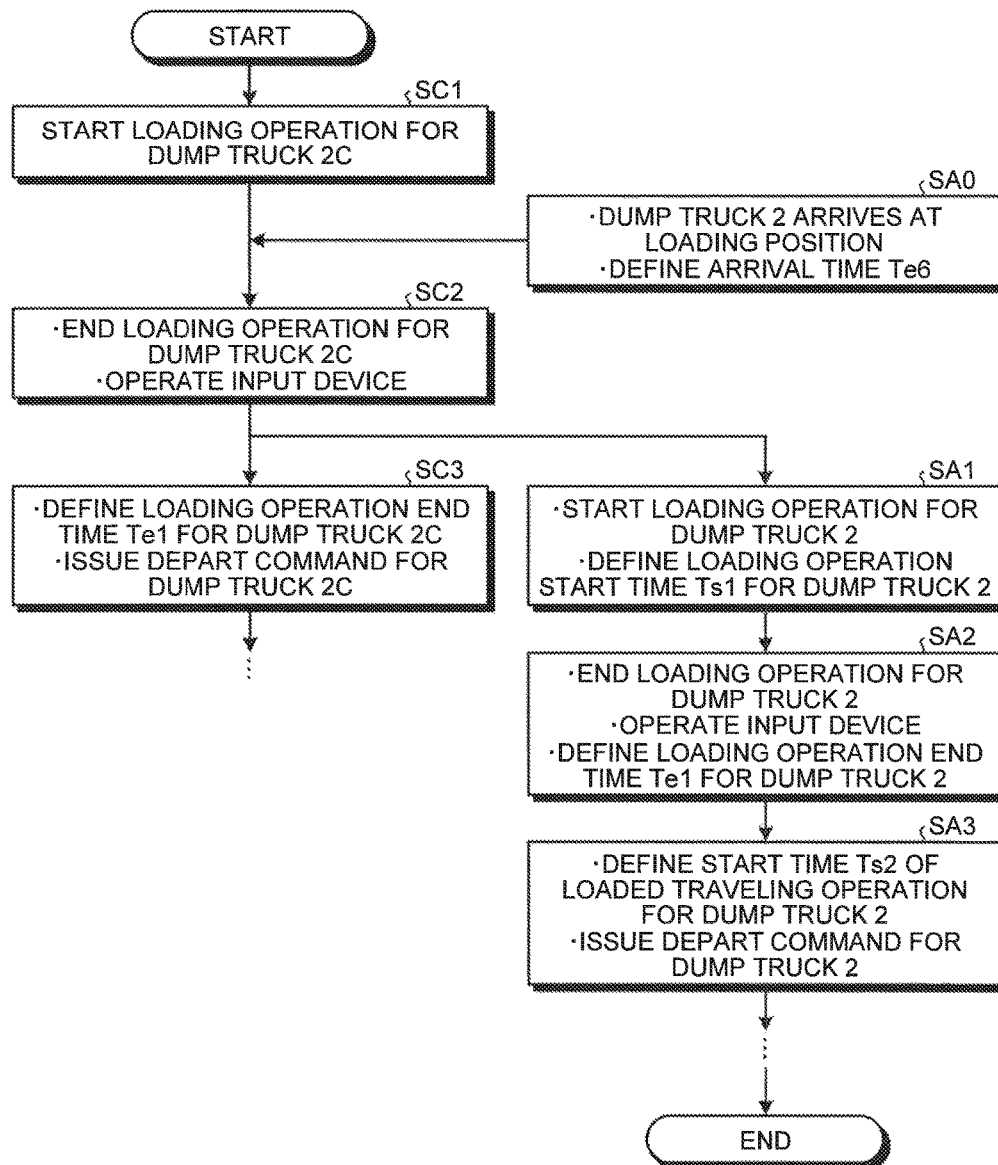 START
SC1
START LOADING OPERATION FOR
DUMP TRUCK 2C
SA0
·DUMP TRUCK 2 ARRIVES AT
LOADING POSITION
·DEFINE ARRIVAL TIME Te6
SC2
·END LOADING OPERATION FOR
DUMP TRUCK 2C
·OPERATE INPUT DEVICE
SC3
·DEFINE LOADING OPERATION END
TIME Te1 FOR DUMP TRUCK 2C
·ISSUE DEPART COMMAND FOR
DUMP TRUCK 2C
SA1
·START LOADING OPERATION FOR
DUMP TRUCK 2
·DEFINE LOADING OPERATION
START TIME Ts1 FOR DUMP TRUCK 2
SA2
·END LOADING OPERATION FOR
DUMP TRUCK 2
·OPERATE INPUT DEVICE
·DEFINE LOADING OPERATION END
TIME Te1 FOR DUMP TRUCK 2
SA3
·DEFINE START TIME Ts2 OF
LOADED TRAVELING OPERATION
FOR DUMP TRUCK 2
·ISSUE DEPART COMMAND FOR
DUMP TRUCK 2
END